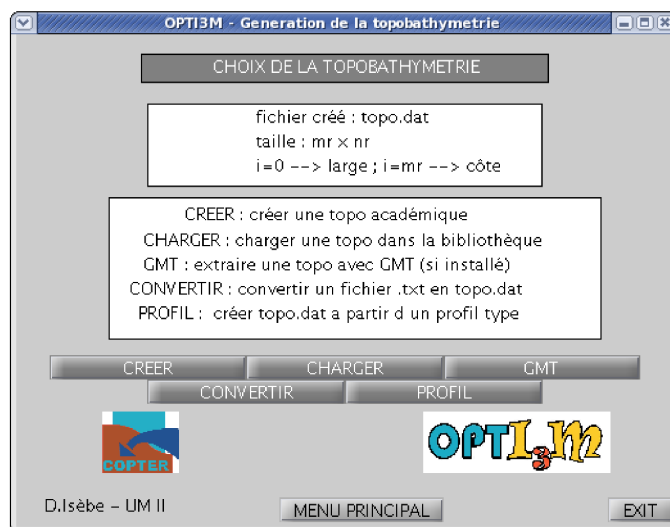 OPTI3M - Generation de la topobathymetrie
CHOIX DE LA TOPOBATHYMETRIE
fichier créé : topo.dat
taille : mr x nr
i=0 --> large ; i=mr --> côte
CREER : créer une topo académique
CHARGER : charger une topo dans la bibliothèque
GMT : extraire une topo avec GMT (si installé)
CONVERTIR : convertir un fichier .txt en topo.dat
PROFIL : créer topo.dat a partir d un profil type
CREER CHARGER GMT
CONVERTIR PROFIL
COPTER OPTI3M
D.Isèbe – UM II MENU PRINCIPAL EXIT